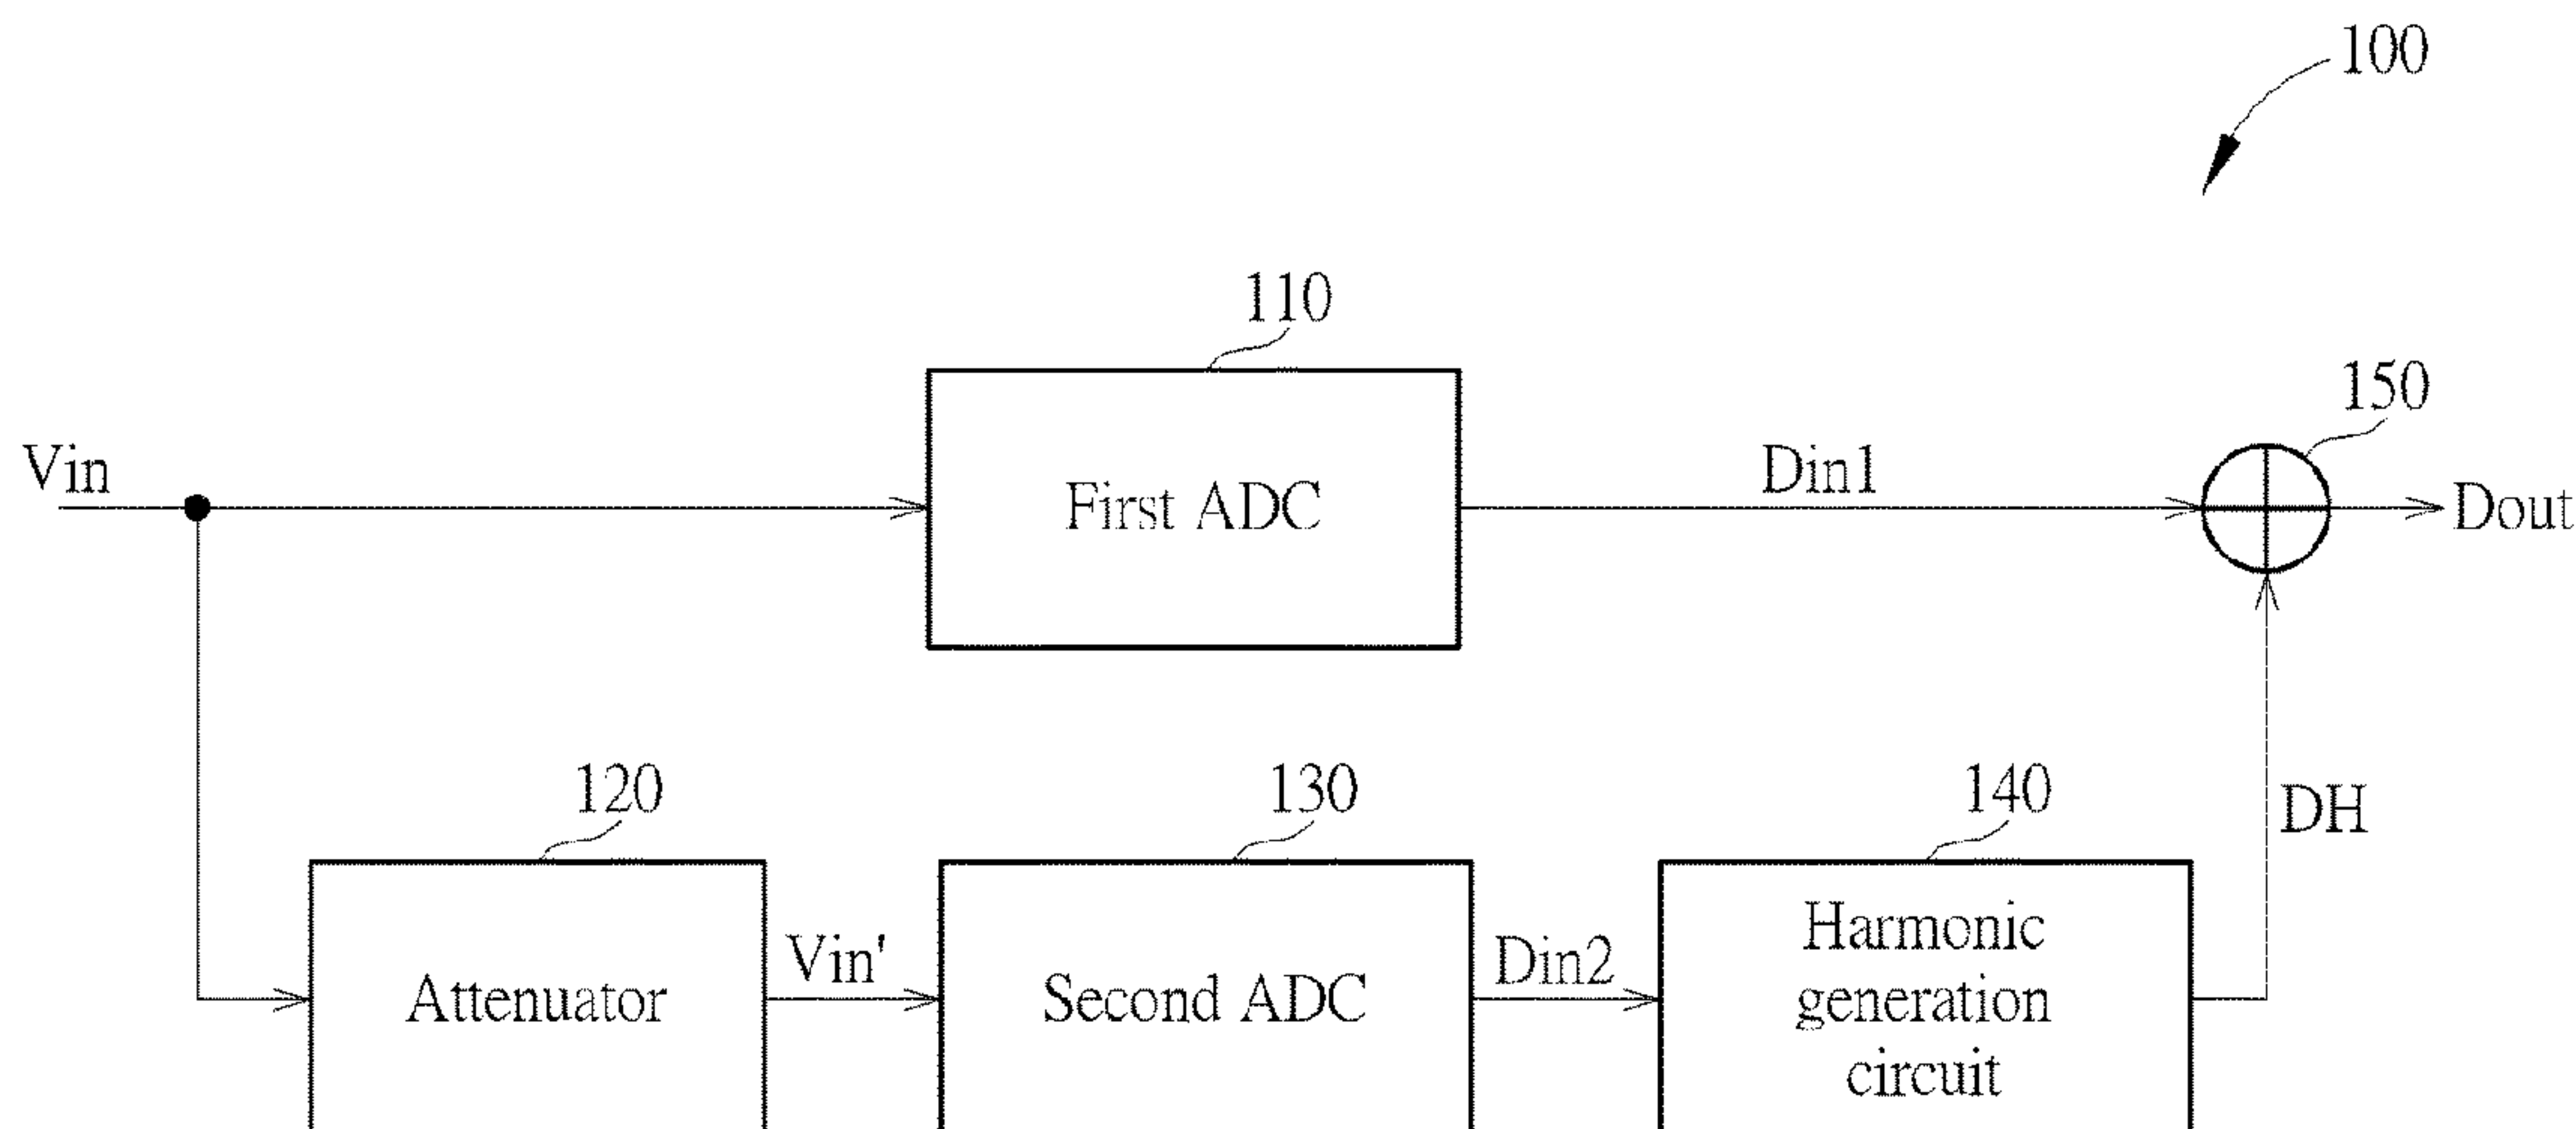 100
110
150
Vin
First ADC
Din1
Dout
120
130
140
DH
Attenuator
Vin'
Second ADC
Din2
Harmonic
generation
circuit